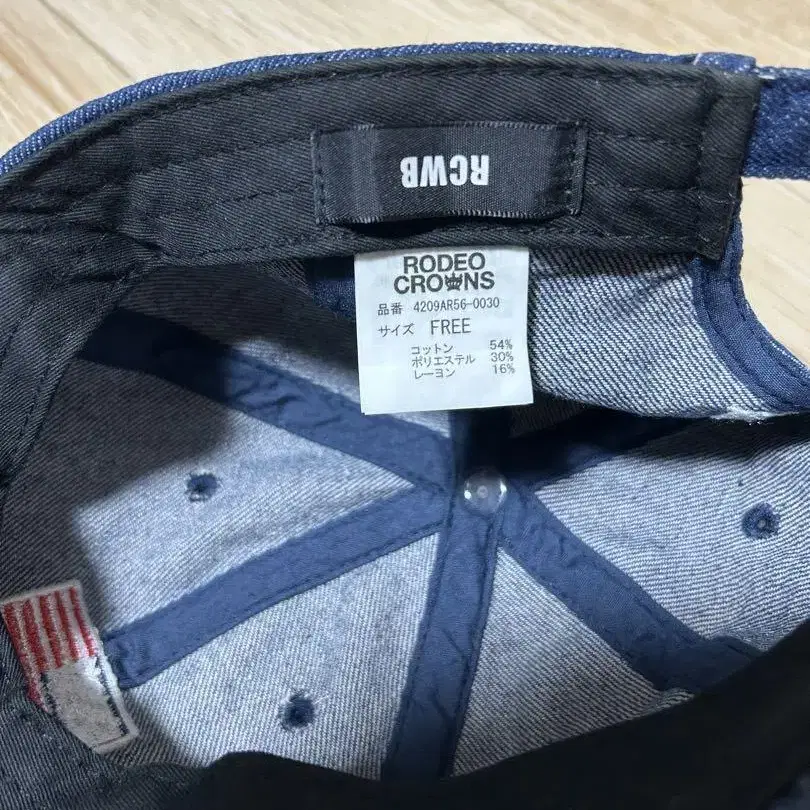 RCWB
RODEO
CROWNS
品番 4209AR56-0030
サイズ FREE
コットン 54%
ポリエステル 30%
レーヨン 16%